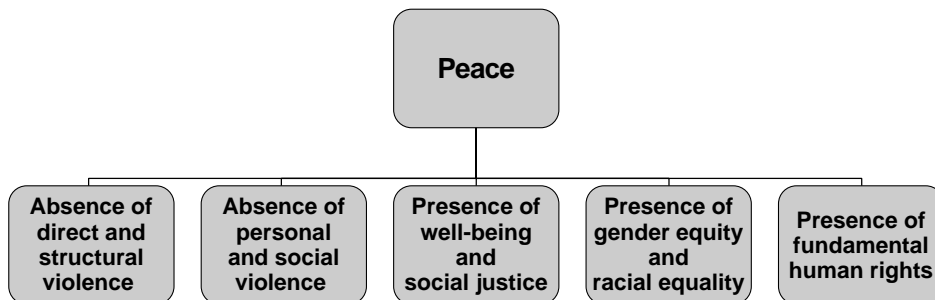 Peace
Absence of
direct and
structural
violence
Absence of
personal
and social
violence
Presence of
well-being
and
social justice
Presence of
gender equity
and
racial equality
Presence of
fundamental
human rights